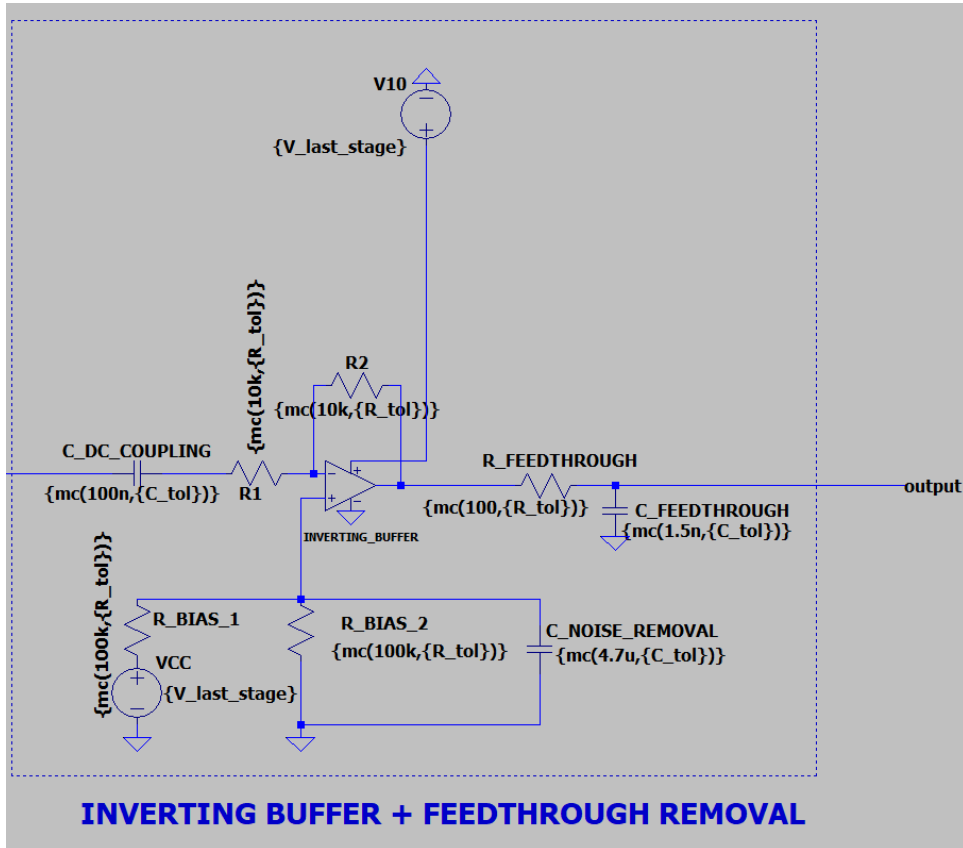 V10
{V_last_stage}
{mc(10k,{R_tol})}
R2
{mc(10k,{R_tol})}
C_DC_COUPLING
{mc(100n,{C_tol})}
R1
R_FEEDTHROUGH
{mc(100,{R_tol})}
output
C_FEEDTHROUGH
{mc(1.5n,{C_tol})}
INVERTING_BUFFER
{mc(100k,{R_tol})}
R_BIAS_1
VCC
{V_last_stage}
R_BIAS_2
{mc(100k,{R_tol})}
C_NOISE_REMOVAL
{mc(4.7u,{C_tol})}
INVERTING BUFFER + FEEDTHROUGH REMOVAL